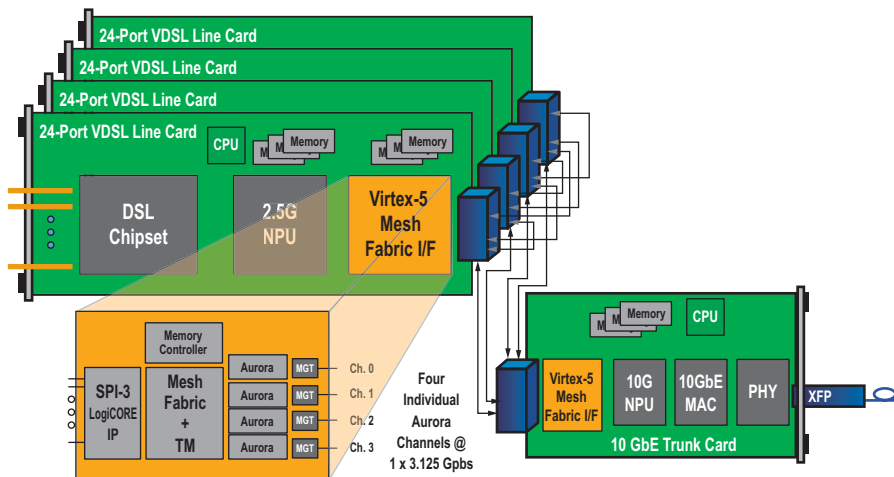 24-Port VDSL Line Card
24-Port VDSL Line Card
24-Port VDSL Line Card
24-Port VDSL Line Card
CPU
Memory
DSL
Chipset
2.5G
NPU
Virtex-5
Mesh
Fabric I/F
Memory
Controller
SPI-3
LogiCORE
IP
Mesh
Fabric
+
TM
Aurora MGT Ch. 0
Aurora MGT Ch. 1
Aurora MGT Ch. 2
Aurora MGT Ch. 3
Four
Individual
Aurora
Channels @
1 x 3.125 Gpbs
Memory
CPU
Virtex-5
Mesh
Fabric I/F
10G
NPU
10GbE
MAC
PHY
XFP
10 GbE Trunk Card